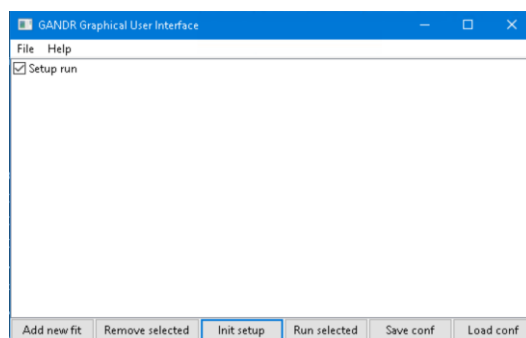 GANDR Graphical User Interface
File Help
Setup run
Add new fit Remove selected Init setup Run selected Save conf Load conf